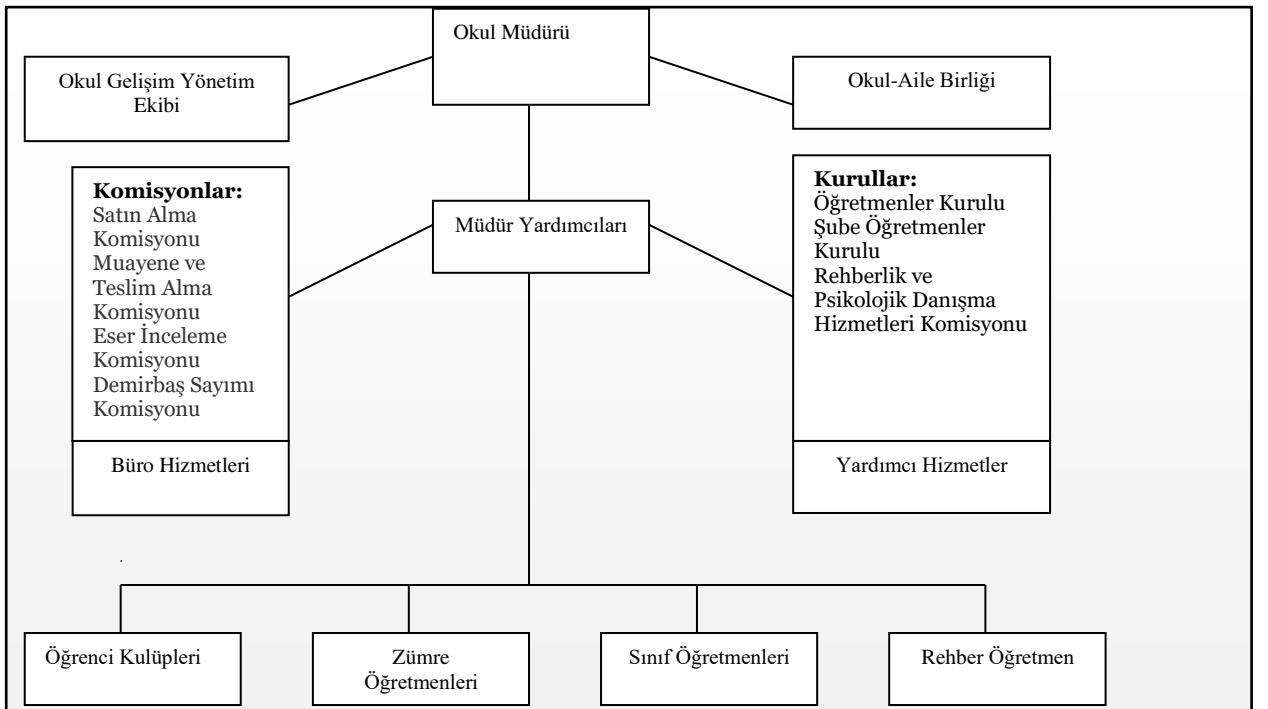 Okul Müdürü
Okul Gelişim Yönetim
Ekibi
Okul-Aile Birliği
Komisyonlar:
Satın Alma
Komisyonu
Muayene ve
Teslim Alma
Komisyonu
Eser İnceleme
Komisyonu
Demirbaş Sayımı
Komisyonu
Müdür Yardımcıları
Kurullar:
Öğretmenler Kurulu
Şube Öğretmenler
Kurulu
Rehberlik ve
Psikolojik Danışma
Hizmetleri Komisyonu
Büro Hizmetleri
Yardımcı Hizmetler
Öğrenci Kulüpleri
Zümre
Öğretmenleri
Sınıf Öğretmenleri
Rehber Öğretmen